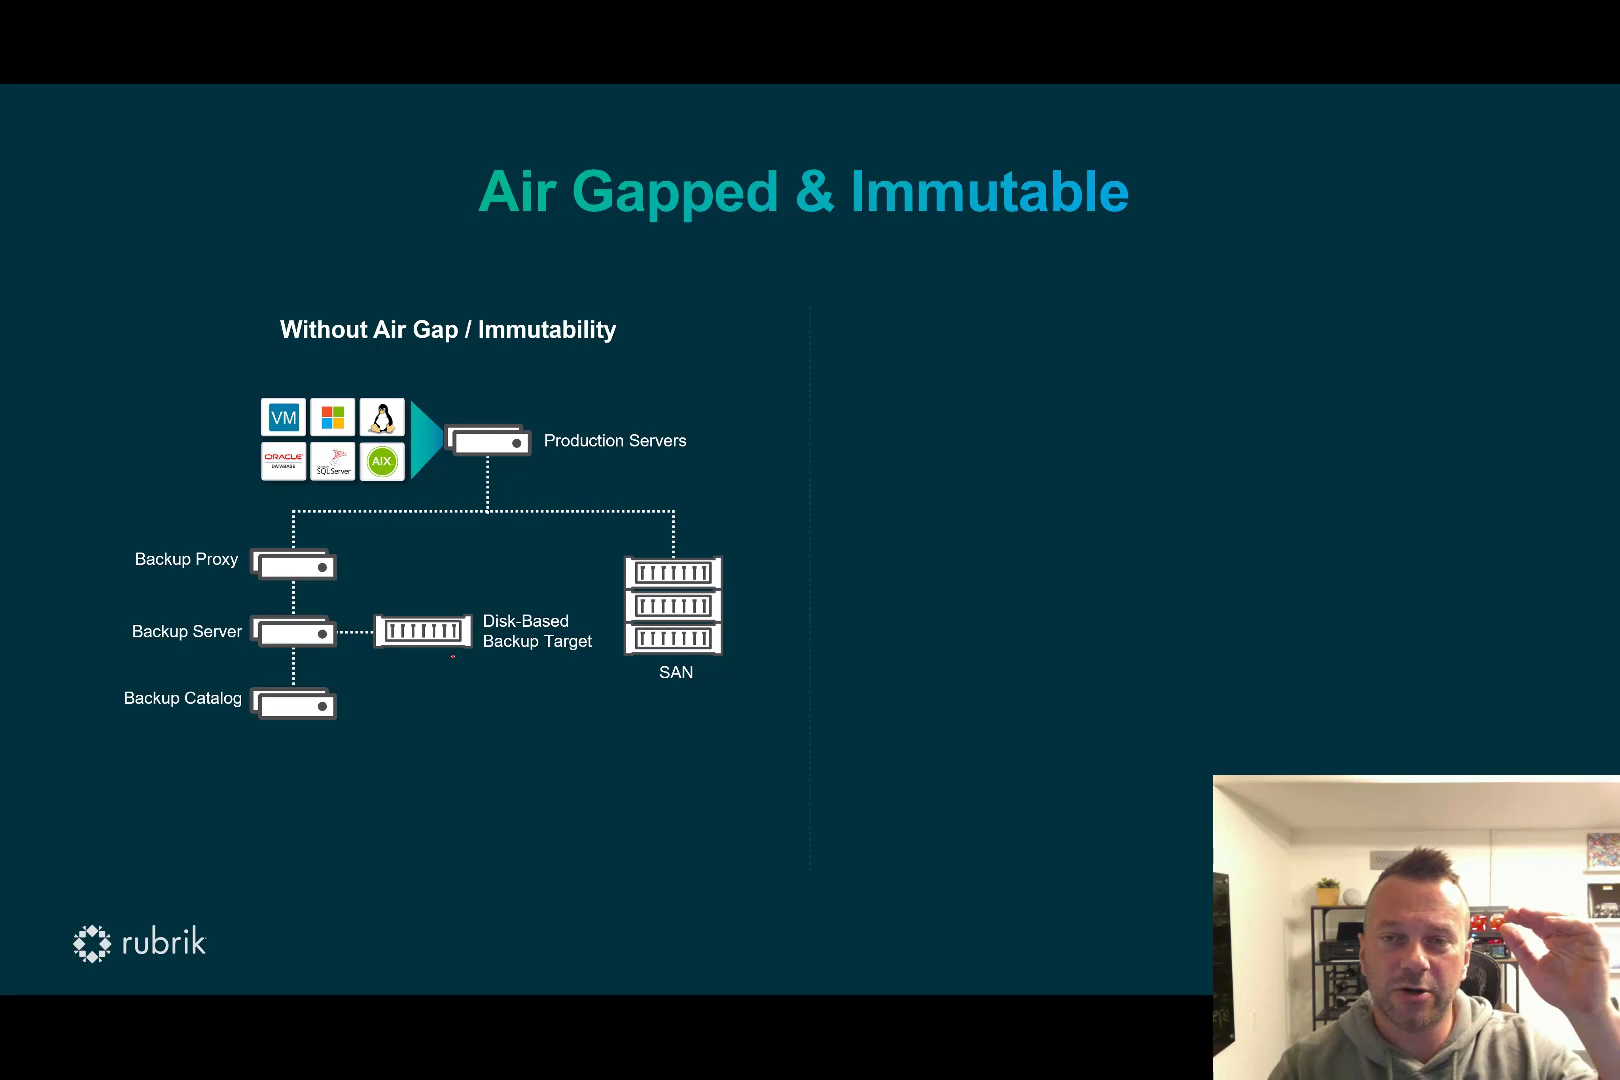 Air Gapped & Immutable
Without Air Gap / Immutability
VM
ORACLE
DATABASE
SQL Server
AIX
Production Servers
Backup Proxy
Backup Server
Disk-Based
Backup Target
SAN
Backup Catalog
rubrik